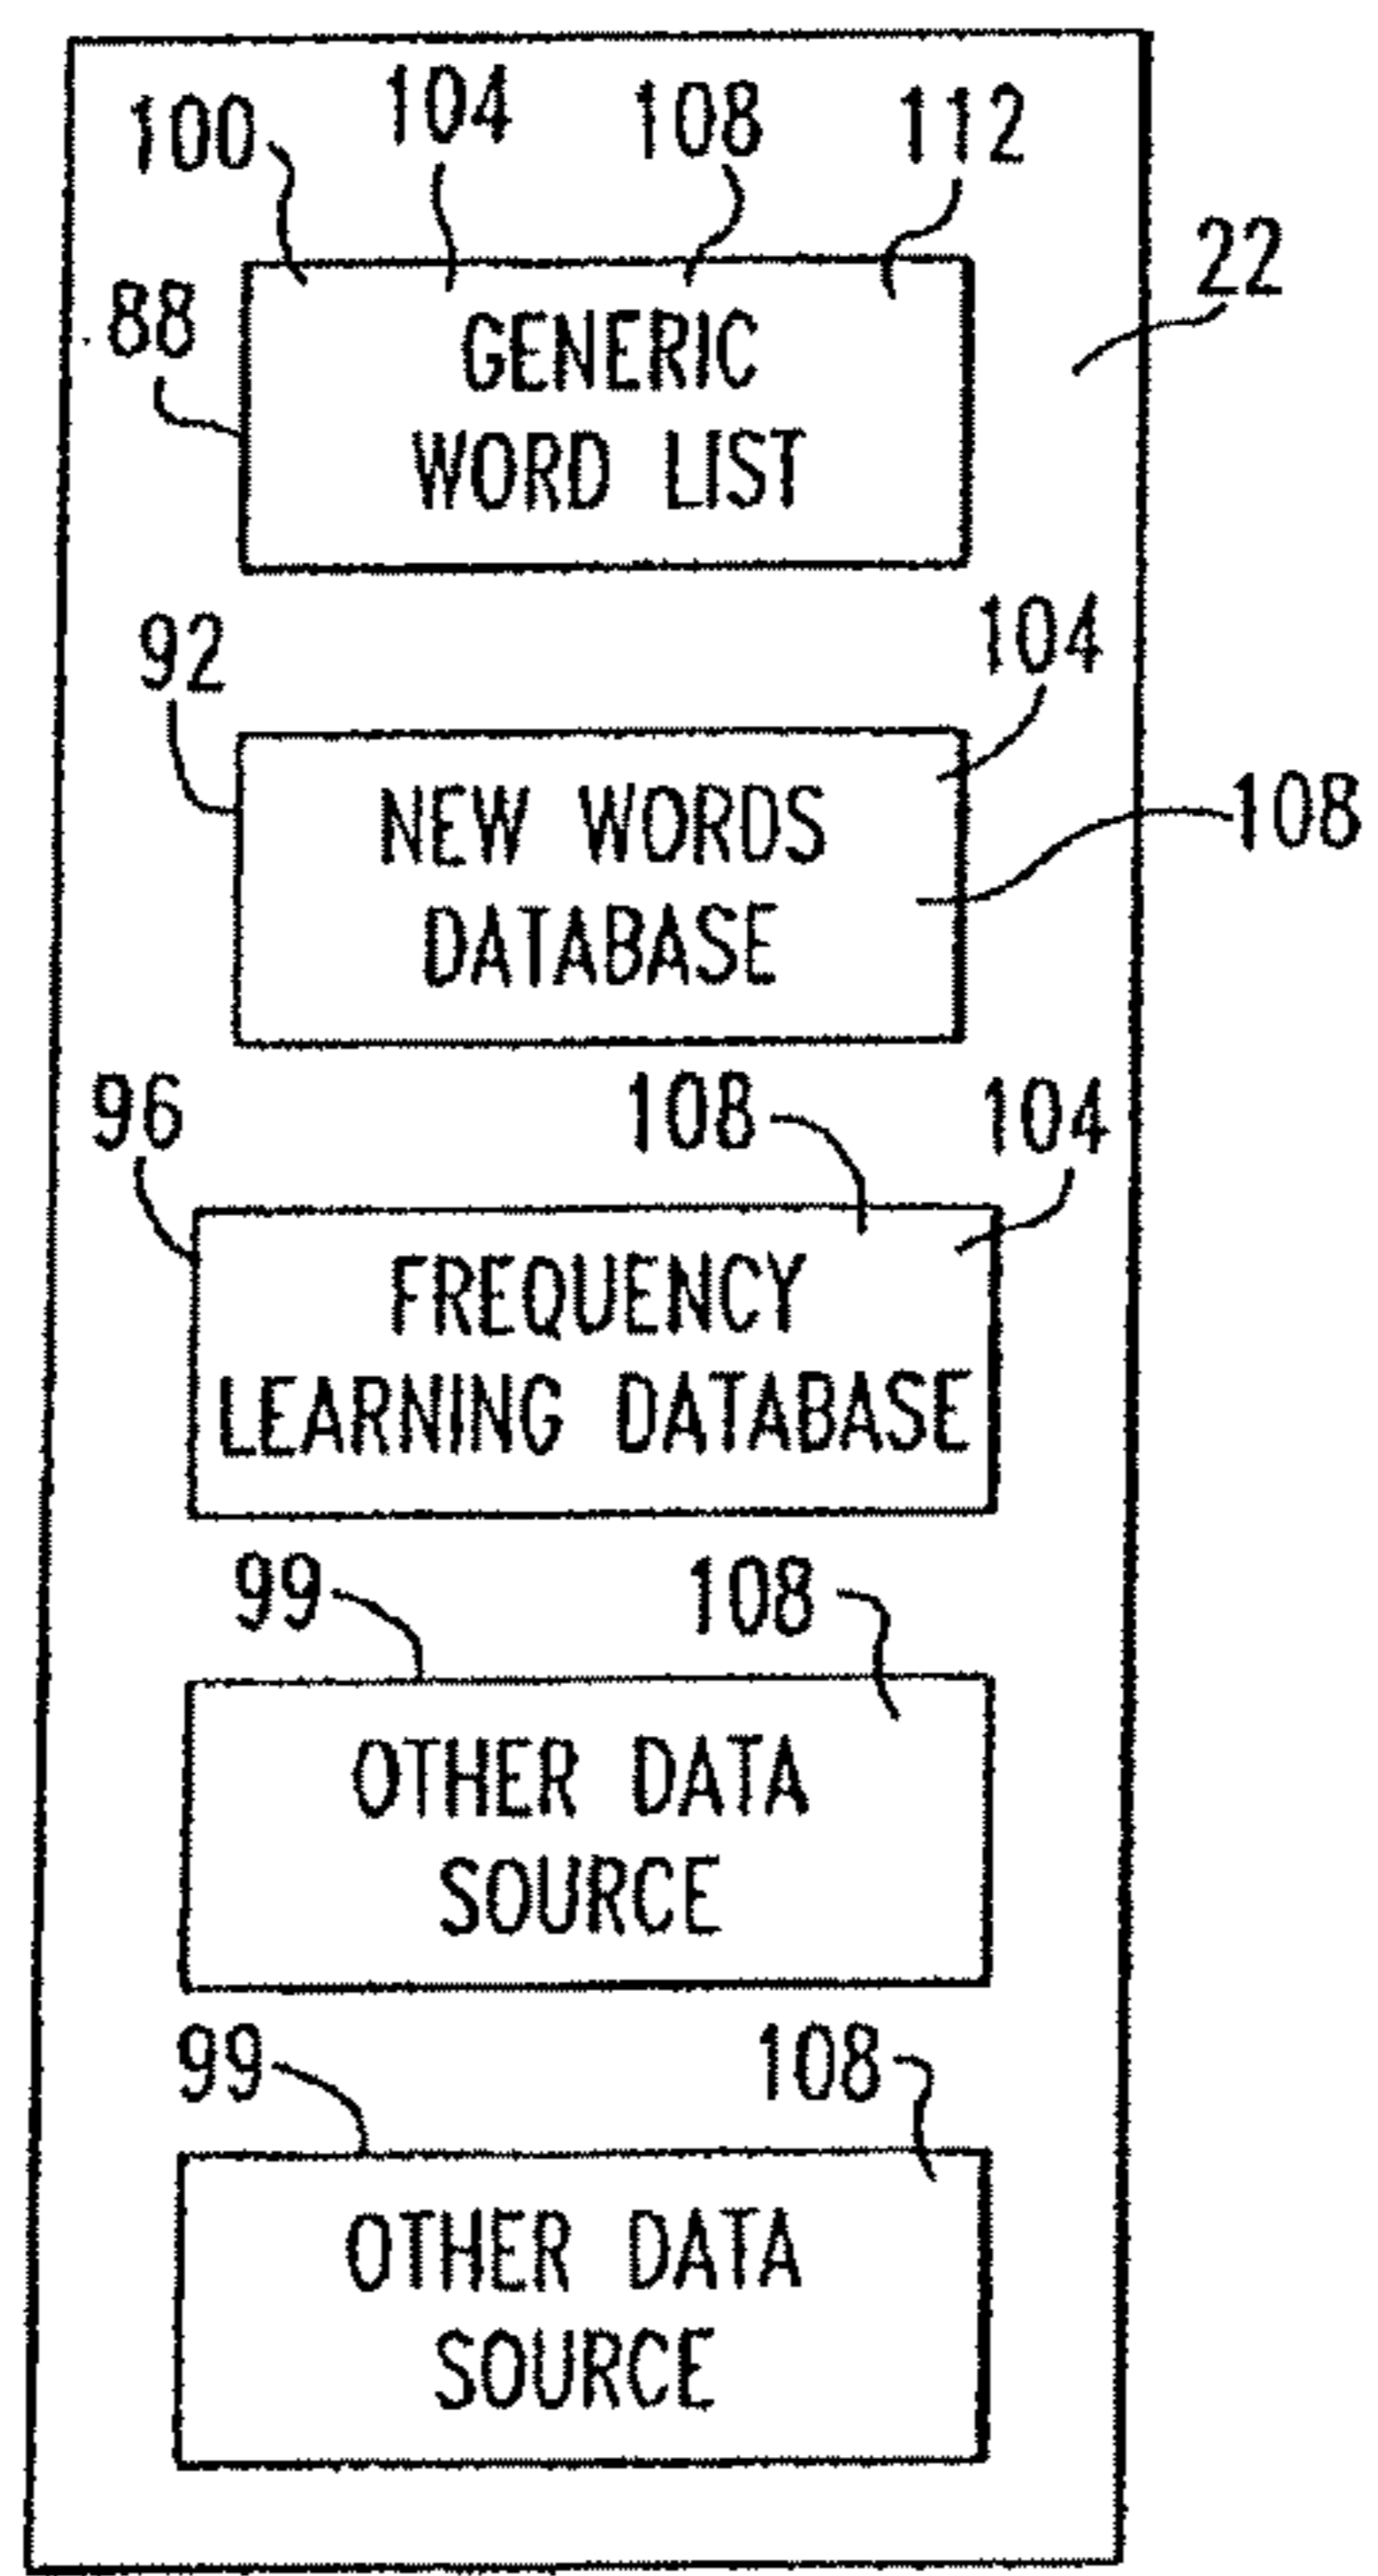 100 104 108 112
22
88
GENERIC
WORD LIST
92
104
NEW WORDS
DATABASE
108
96
108
104
FREQUENCY
LEARNING DATABASE
99
108
OTHER DATA
SOURCE
99
108
OTHER DATA
SOURCE